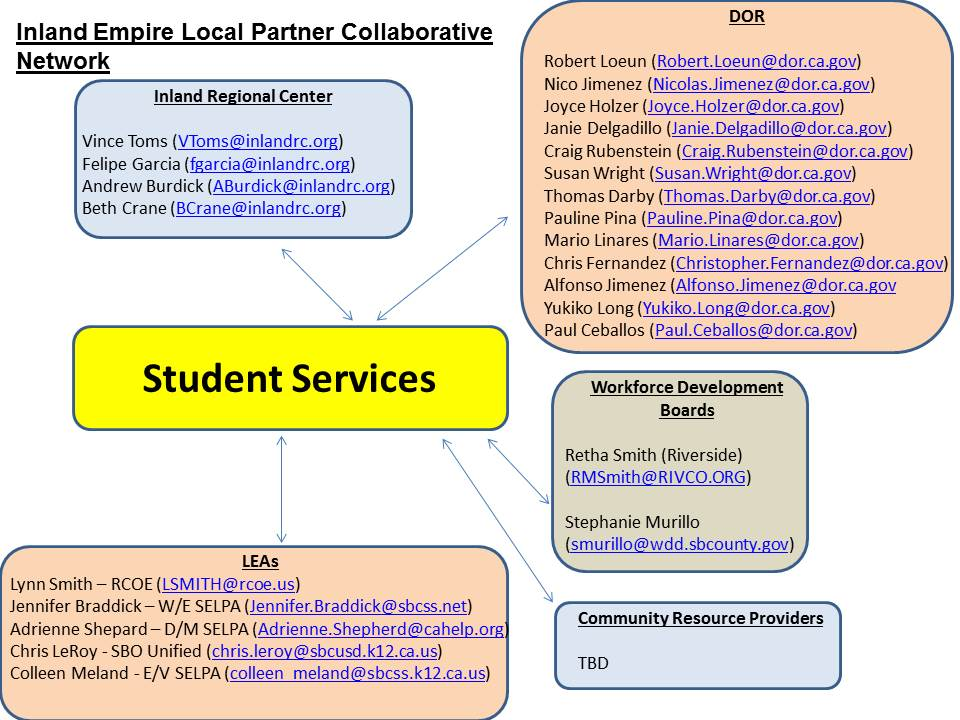 Inland Empire Local Partner Collaborative
Network
Inland Regional Center
Vince Toms (VToms@inlandrc.org)
Felipe Garcia (fgarcia@inlandrc.org)
Andrew Burdick (ABurdick@inlandrc.org)
Beth Crane (BCrane@inlandrc.org)
DOR
Robert Loeun (Robert.Loeun@dor.ca.gov)
Nico Jimenez (Nicolas.Jimenez@dor.ca.gov)
Joyce Holzer (Joyce.Holzer@dor.ca.gov)
Janie Delgadillo (Janie.Delgadillo@dor.ca.gov)
Craig Rubenstein (Craig.Rubenstein@dor.ca.gov)
Susan Wright (Susan.Wright@dor.ca.gov)
Thomas Darby (Thomas.Darby@dor.ca.gov)
Pauline Pina (Pauline.Pina@dor.ca.gov)
Mario Linares (Mario.Linares@dor.ca.gov)
Chris Fernandez (Christopher.Fernandez@dor.ca.gov)
Alfonso Jimenez (Alfonso.Jimenez@dor.ca.gov
Yukiko Long (Yukiko.Long@dor.ca.gov)
Paul Ceballos (Paul.Ceballos@dor.ca.gov)
Student Services
Workforce Development
Boards
Retha Smith (Riverside)
(RMSmith@RIVCO.ORG)
Stephanie Murillo
(smurillo@wdd.sbcounty.gov)
LEAs
Lynn Smith – RCOE (LSMITH@rcoe.us)
Jennifer Braddick – W/E SELPA (Jennifer.Braddick@sbcss.net)
Adrienne Shepard – D/M SELPA (Adrienne.Shepherd@cahelp.org)
Chris LeRoy - SBO Unified (chris.leroy@sbcusd.k12.ca.us)
Colleen Meland - E/V SELPA (colleen_meland@sbcss.k12.ca.us)
Community Resource Providers
TBD